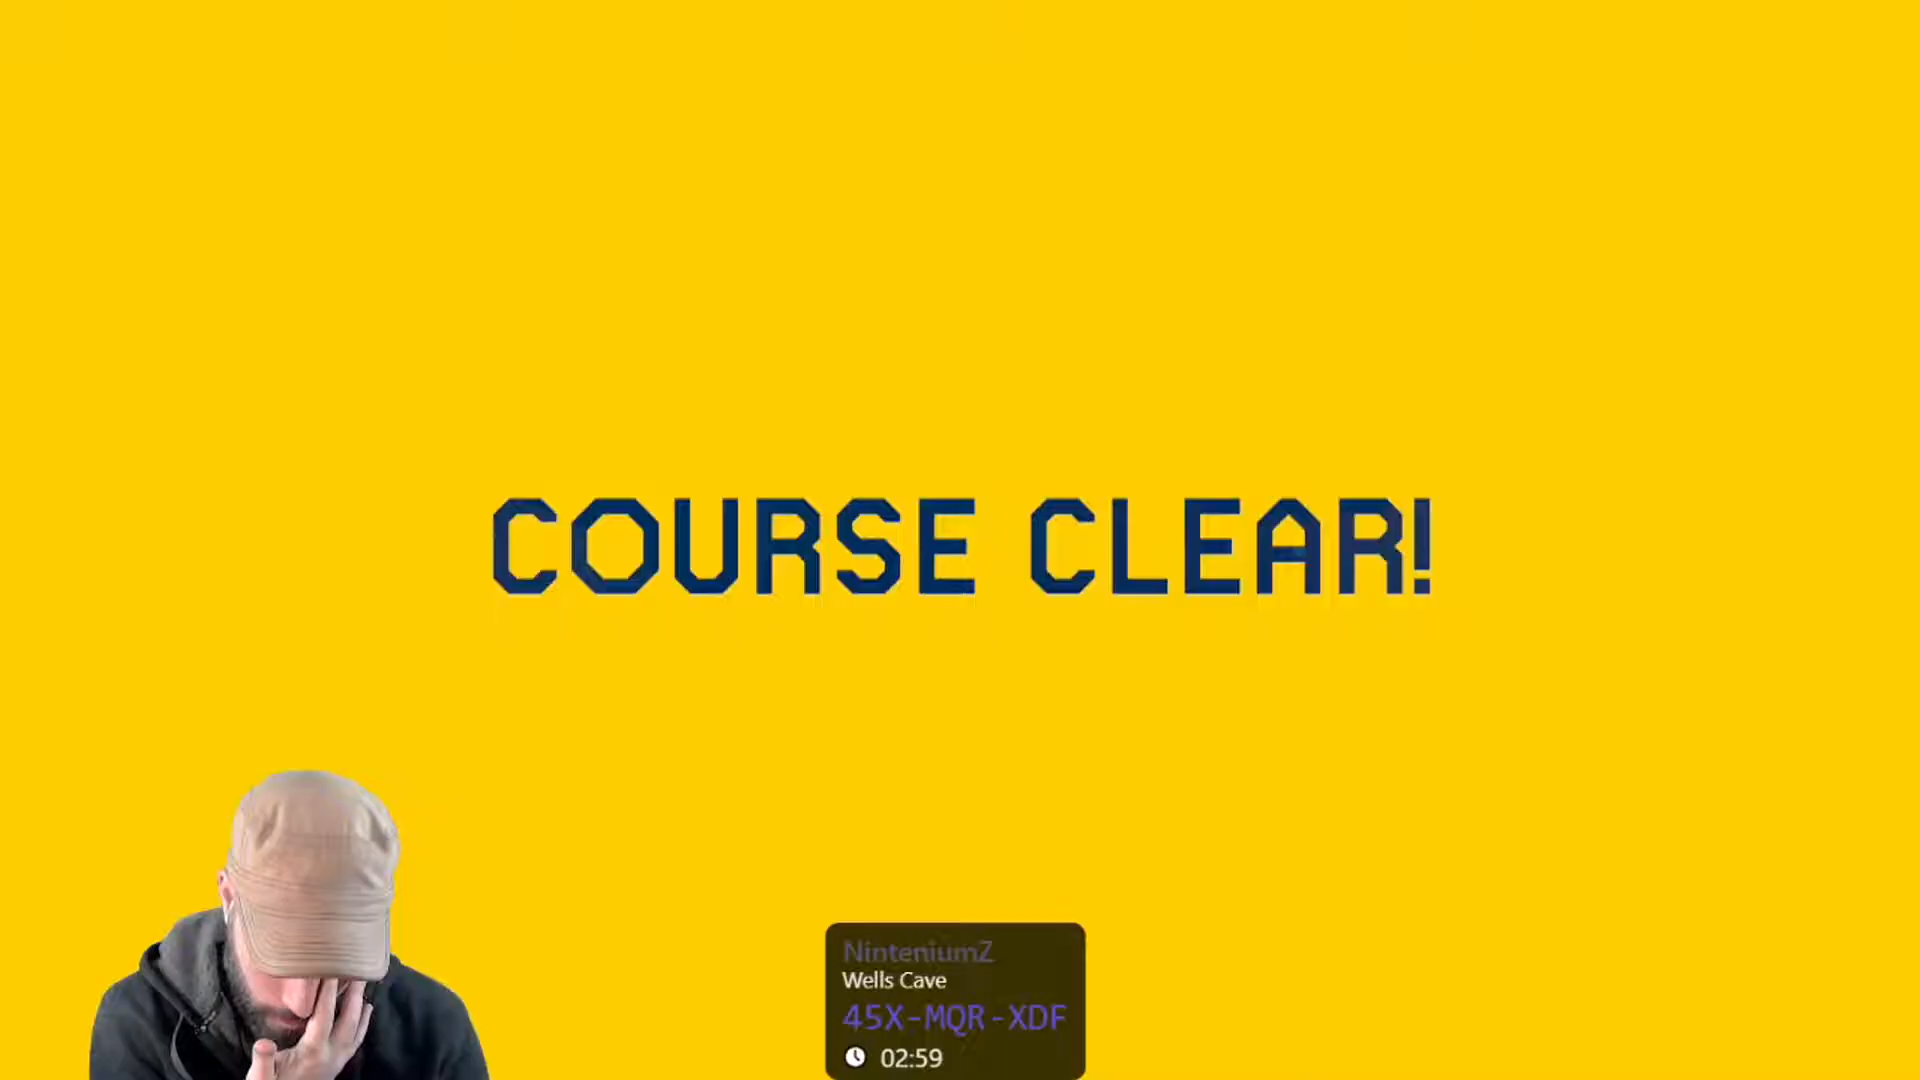 COURSE CLEAR!
NinteniumZ
Wells Cave
45X-MQR-XDF
02:59